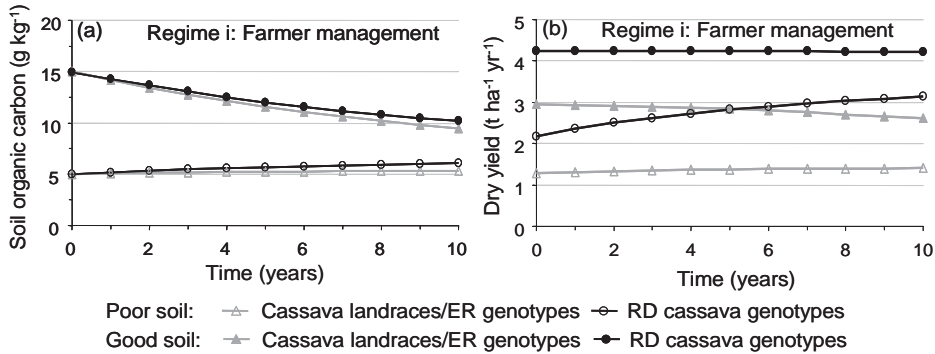 (a) Regime i: Farmer management
Soil organic carbon (g kg⁻¹)
20
15
10
5
0
0 2 4 6 8 10
Time (years)
(b) Regime i: Farmer management
Dry yield (t ha⁻¹ yr⁻¹)
5
4
3
2
1
0
0 2 4 6 8 10
Time (years)
Poor soil: Cassava landraces/ER genotypes RD cassava genotypes
Good soil: Cassava landraces/ER genotypes RD cassava genotypes